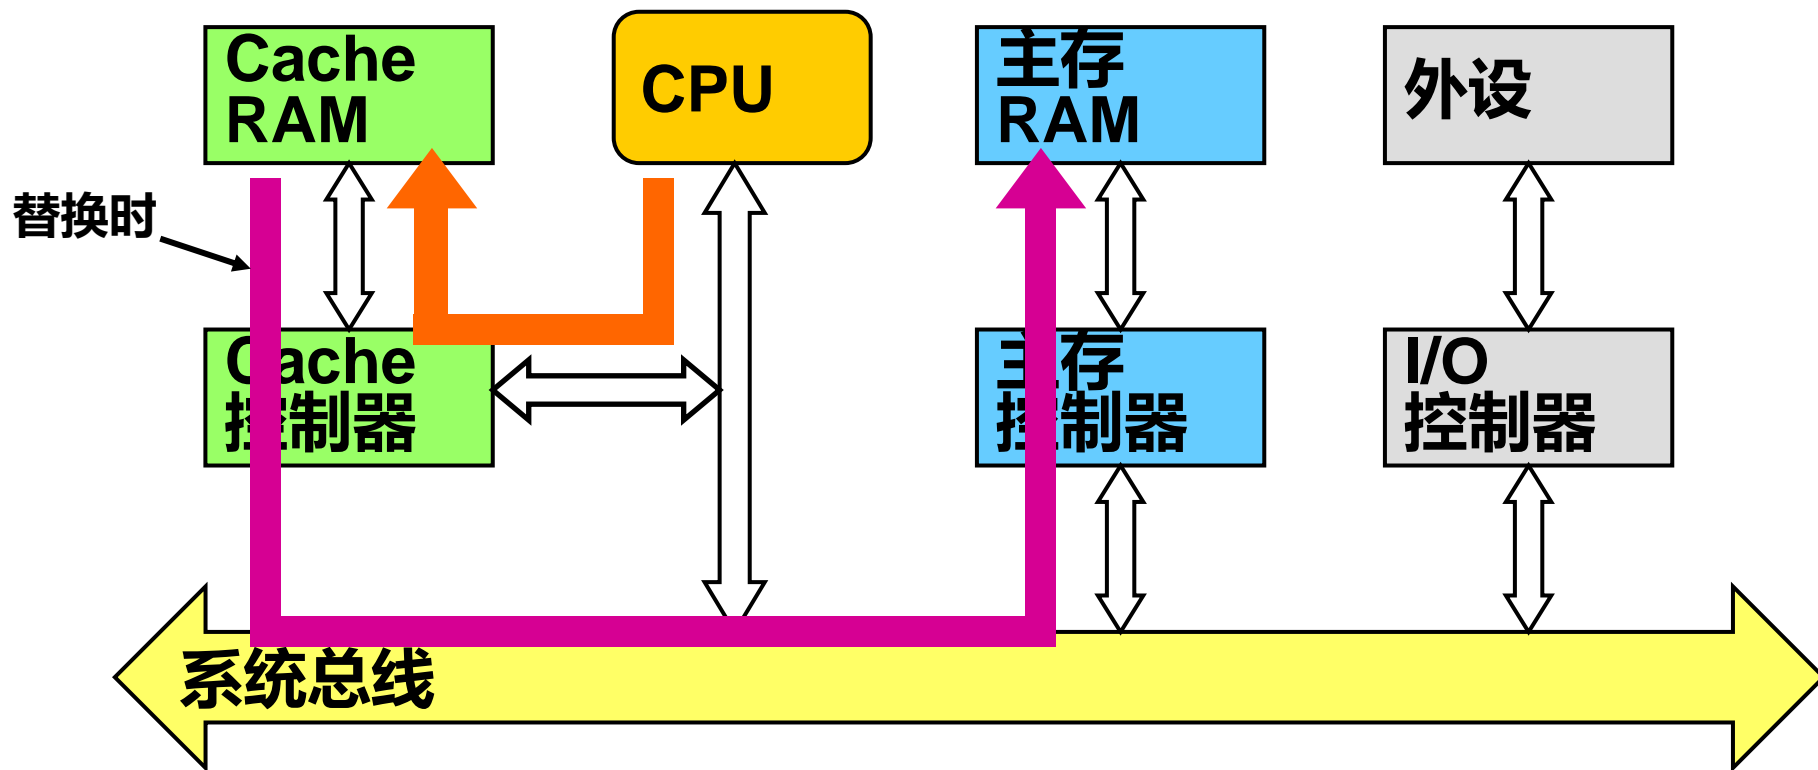 Cache
RAM
CPU
主存
RAM
外设
替换时
Cache
控制器
主存
控制器
I/O
控制器
系统总线